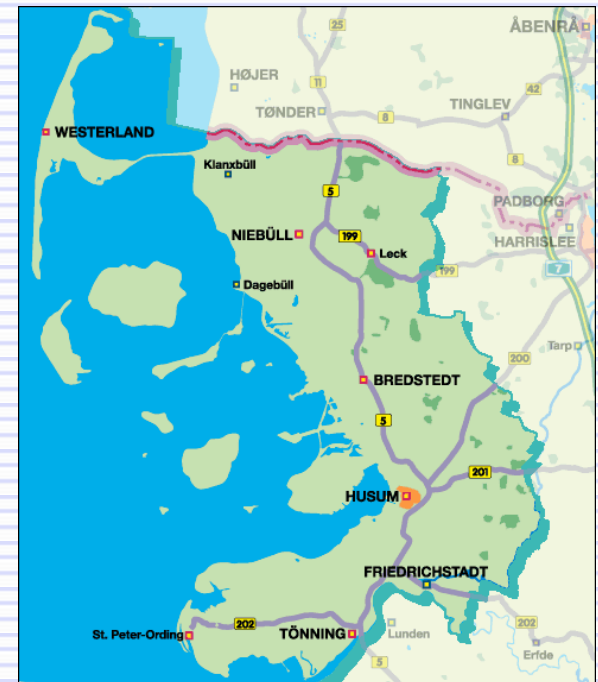 25
ÅBENRÅ
HØJER
11
42
TØNDER
8
TINGLEV
WESTERLAND
8
Klanxbüll
5
PADBORG
NIEBÜLL
199
HARRISLEE
Leck
199
7
Dagebüll
Tarp
200
BREDSTEDT
5
201
HUSUM
FRIEDRICHSTADT
202
202
St. Peter-Ording
TÖNNING
Lunden
Erfde
5